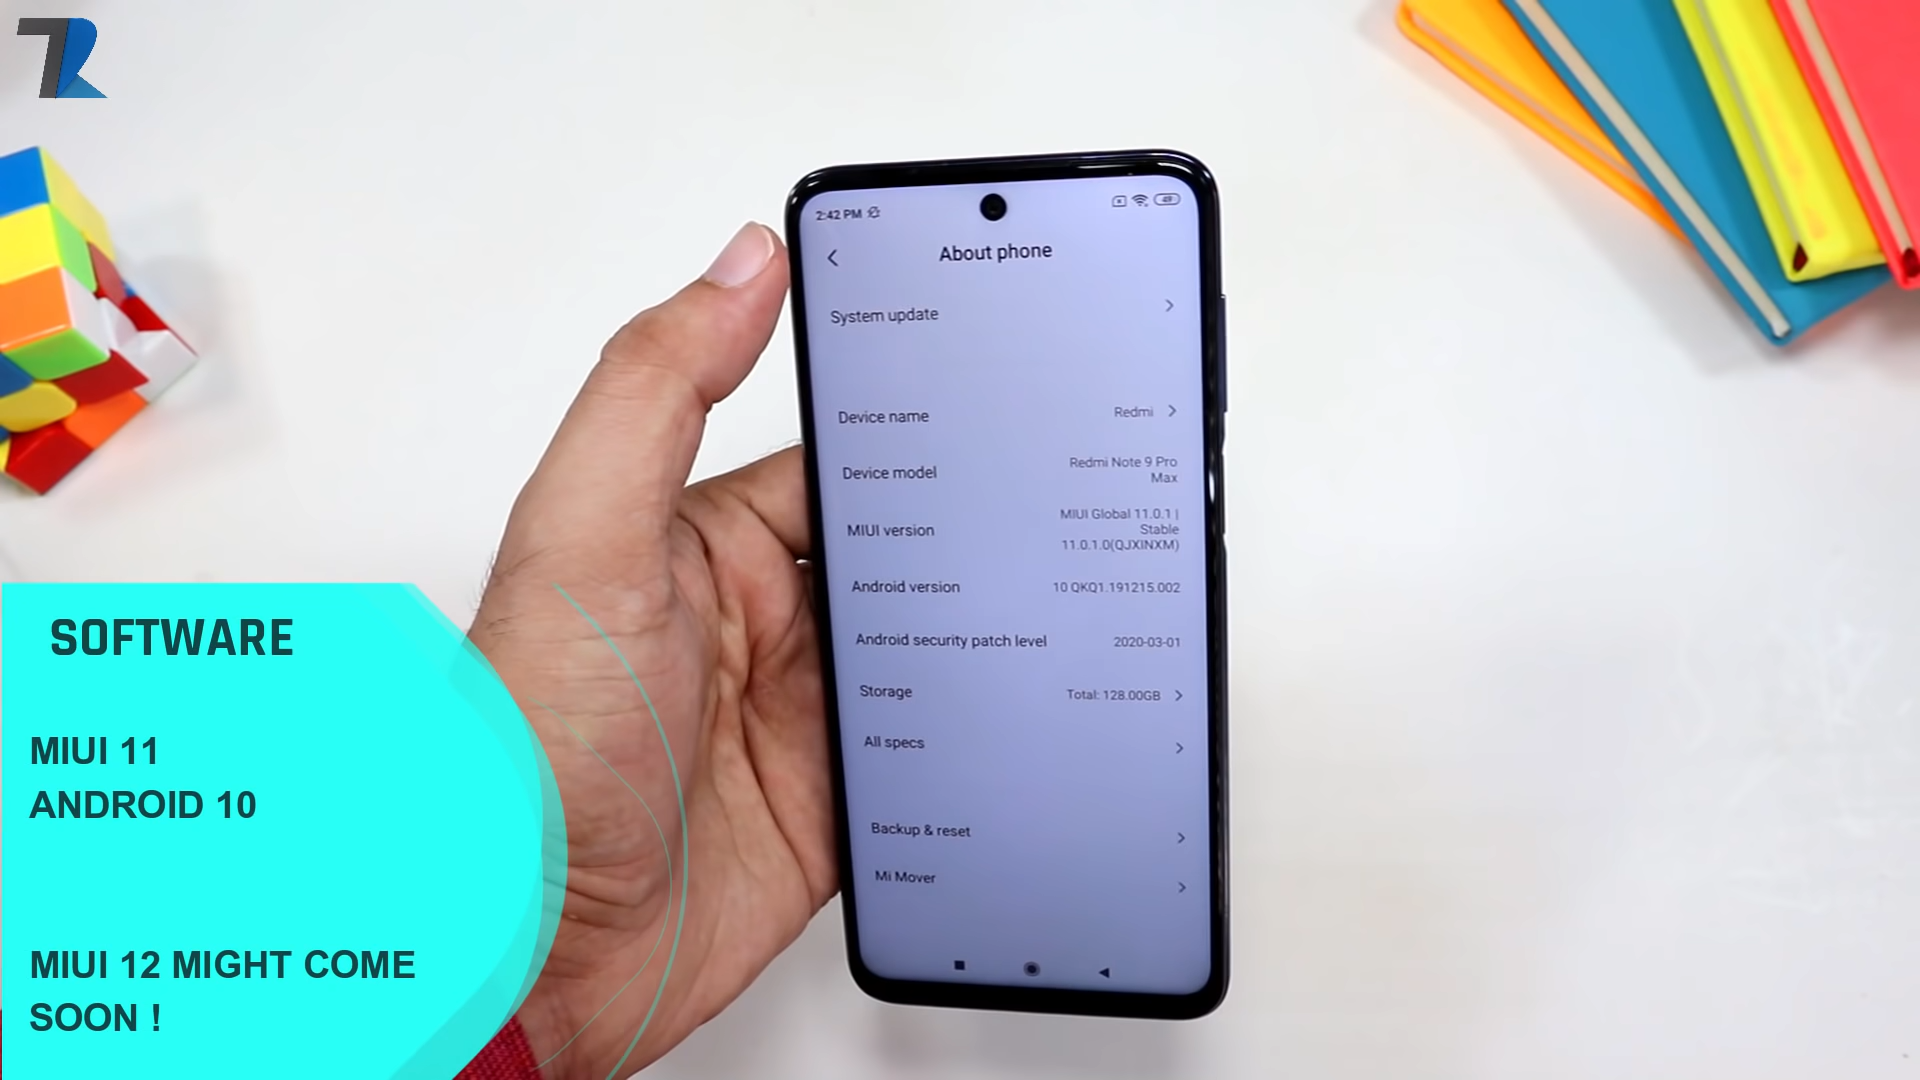 TR
2:42 PM
49
About phone
System update
Device name
Redmi
Device model
Redmi Note 9 Pro
Max
MIUI version
MIUI Global 11.0.1 |
Stable
11.0.1.0(QJXINXM)
Android version
10 QKQ1.191215.002
Android security patch level
2020-03-01
Storage
Total: 128.00GB
All specs
Backup & reset
Mi Mover
SOFTWARE
MIUI 11
ANDROID 10
MIUI 12 MIGHT COME
SOON !